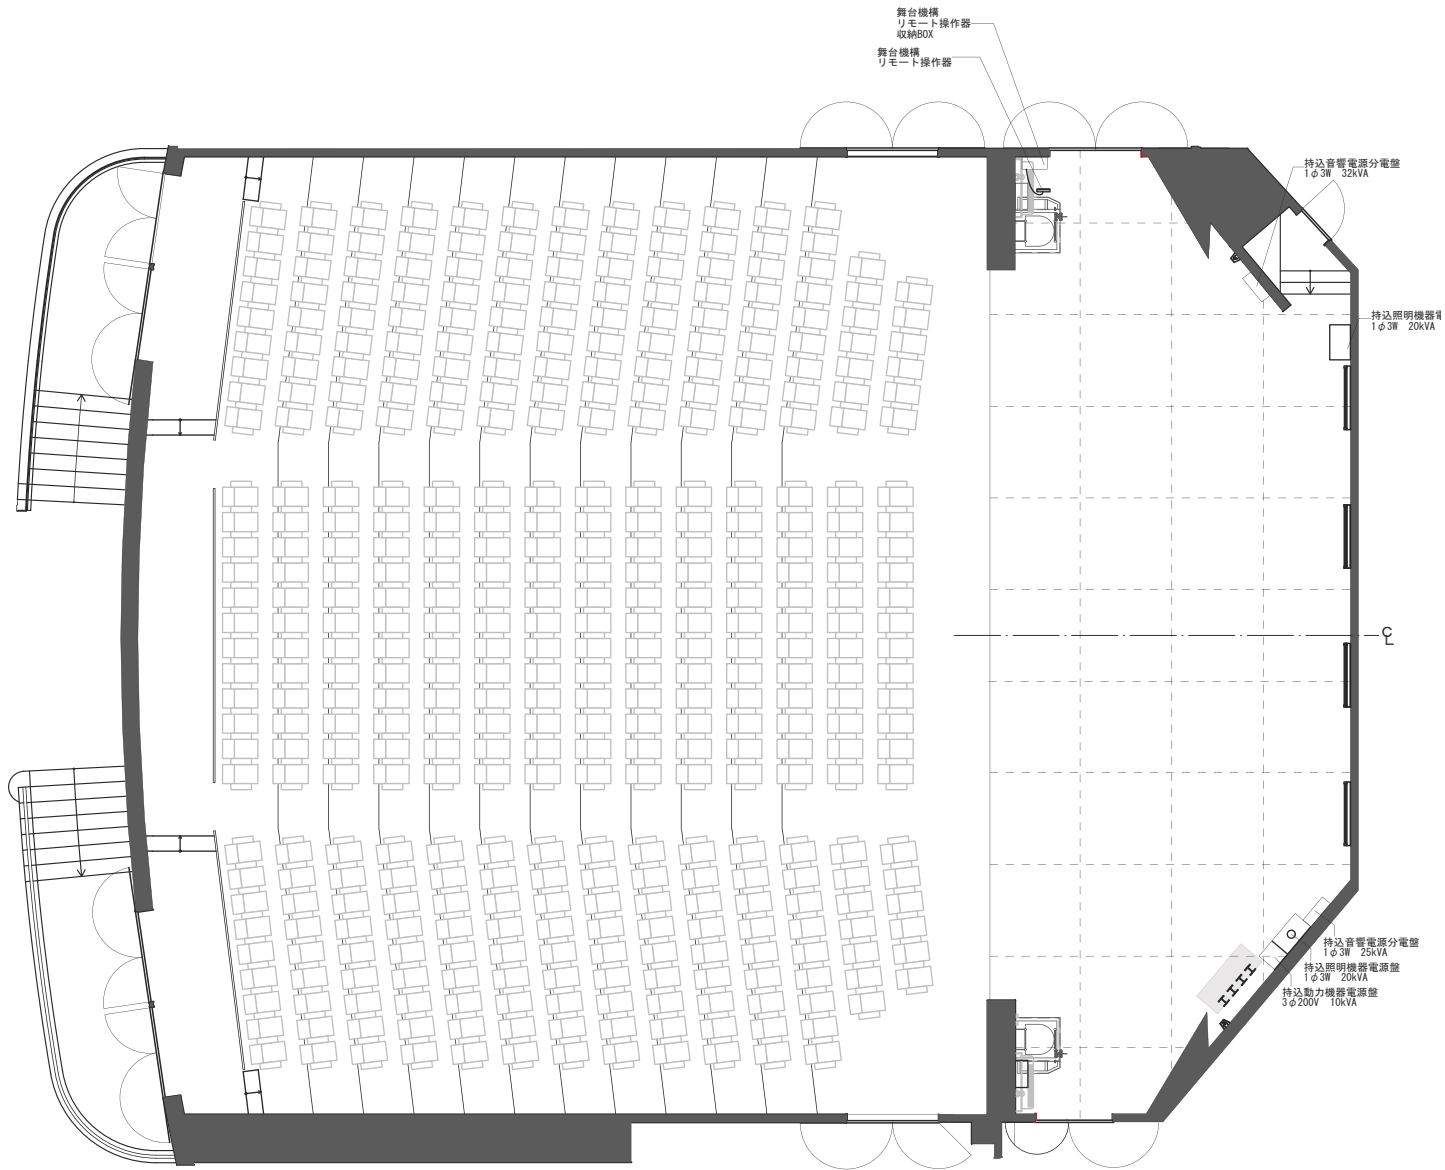 舞台機構
リモート操作器
収納BOX
舞台機構
リモート操作器
持込音響電源分電盤
1φ3W 32kVA
持込照明機器電
1φ3W 20kVA
CL
持込音響電源分電盤
1φ3W 25kVA
持込照明機器電源盤
1φ3W 20kVA
持込動力機器電源盤
3φ200V 10kVA